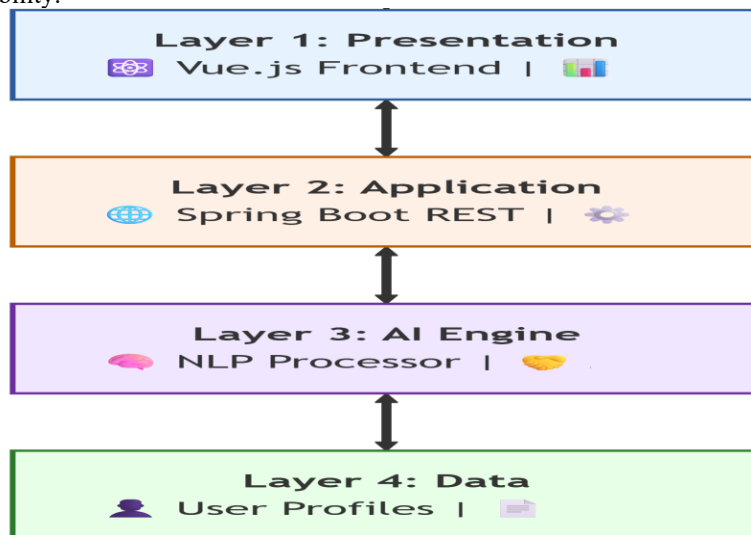 Layer 1: Presentation
Vue.js Frontend |
Layer 2: Application
Spring Boot REST |
Layer 3: AI Engine
NLP Processor |
Layer 4: Data
User Profiles |